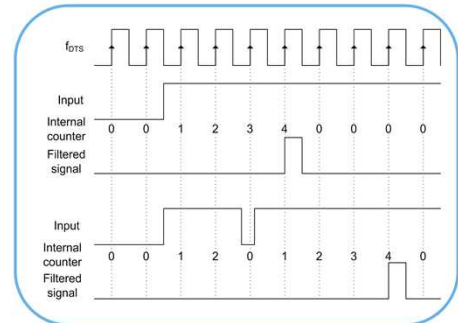 fDTS
Input
Internal
counter
0 0 1 2 3 4 0 0 0 0
Filtered
signal
Input
Internal
counter
0 0 1 2 3 0 1 2 3 4 0
Filtered
signal